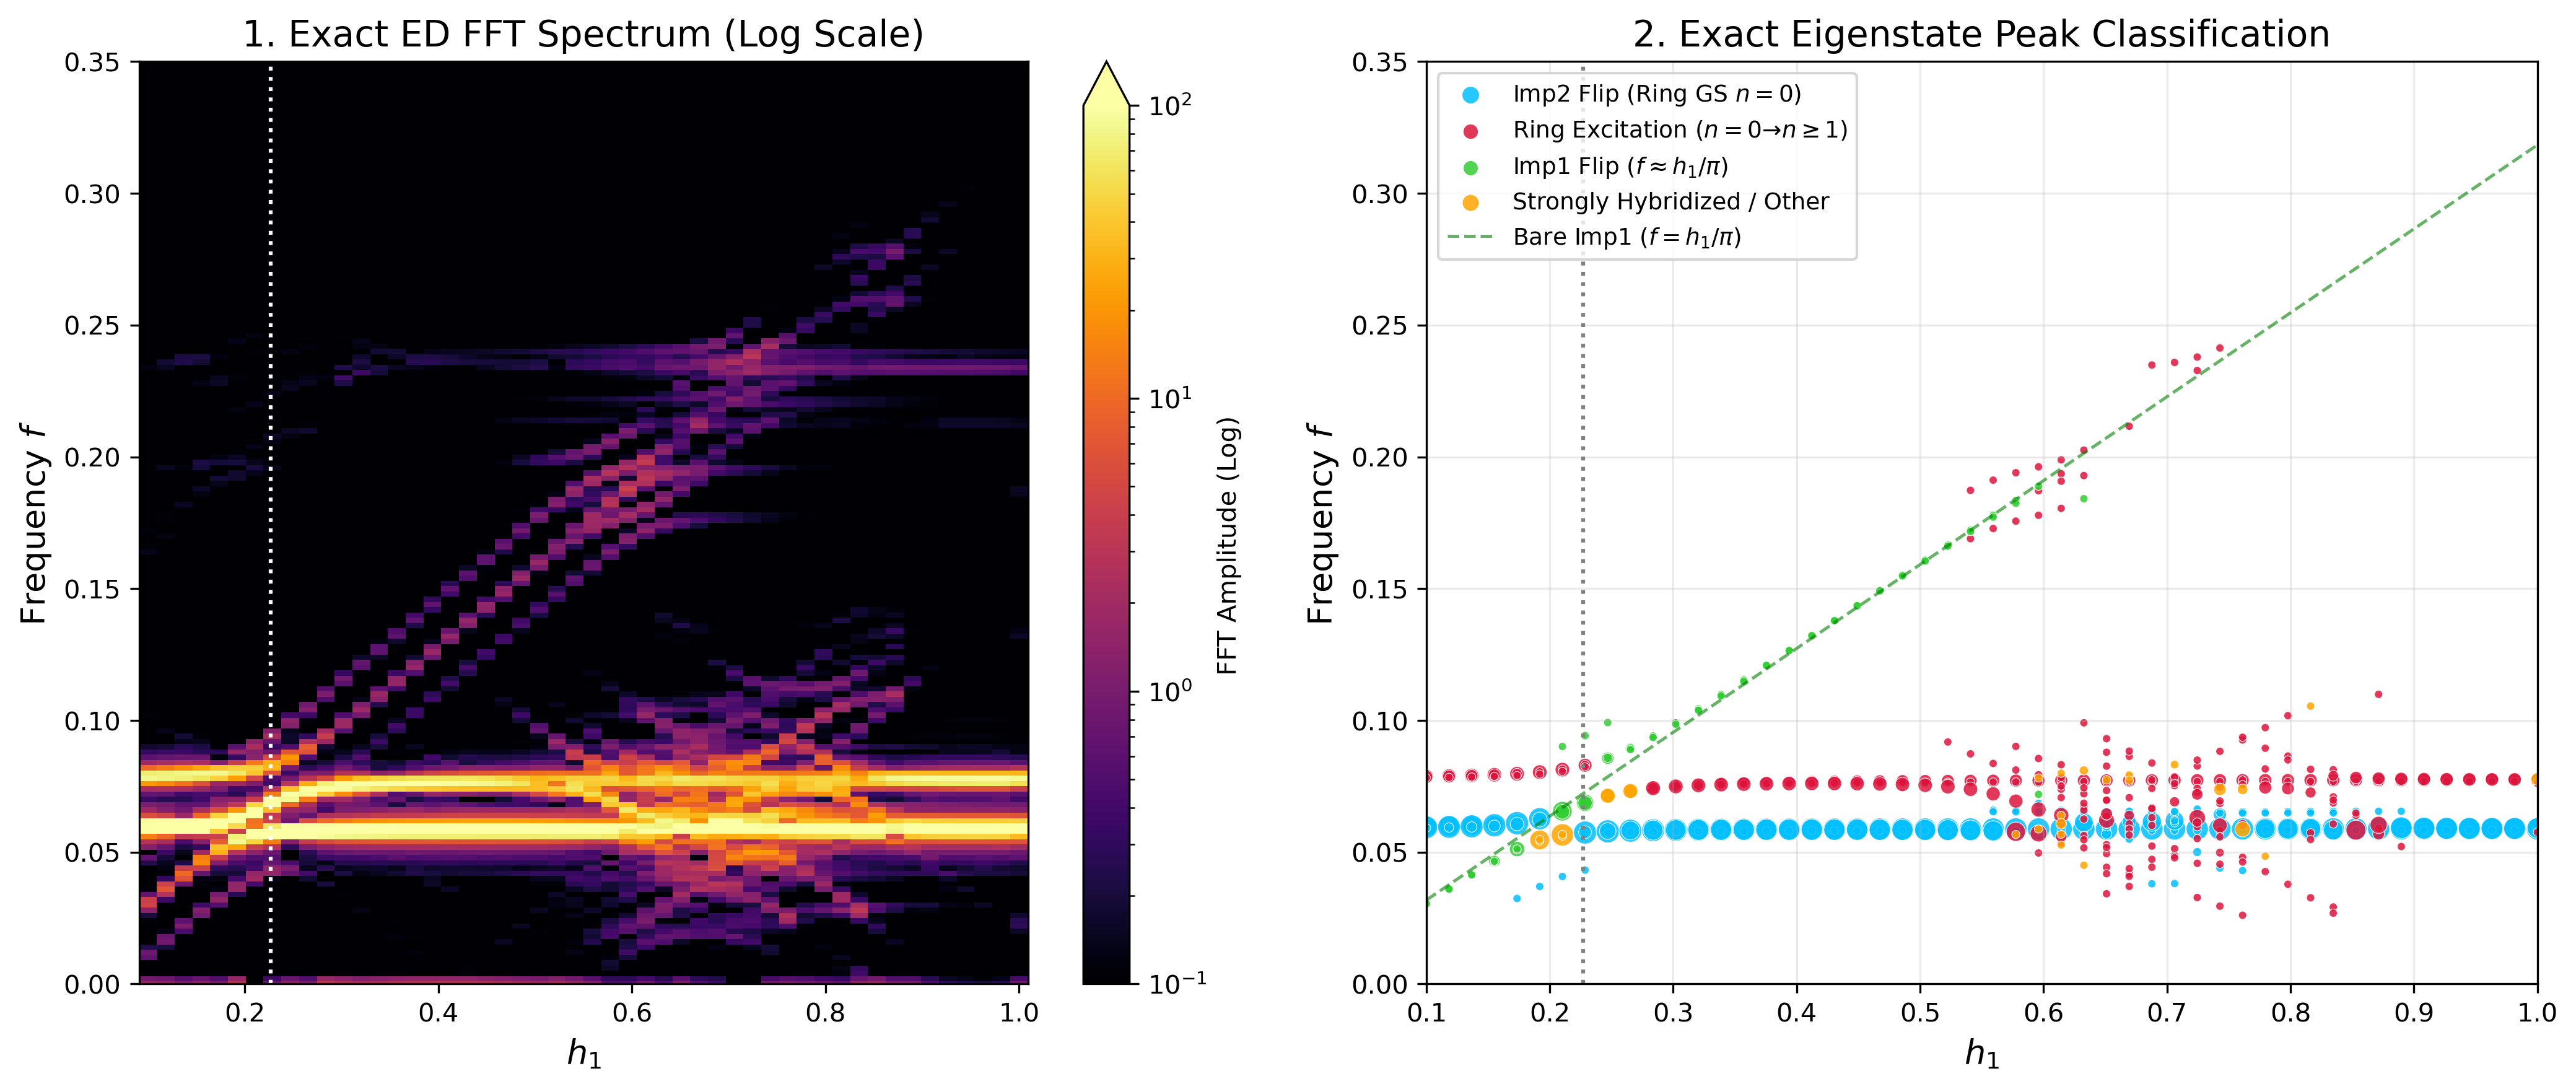 1. Exact ED FFT Spectrum (Log Scale)
0.35
0.30
0.25
0.20
0.15
0.10
0.05
0.00
Frequency f
0.2
0.4
0.6
0.8
1.0
h₁
10²
10¹
10⁰
10⁻¹
FFT Amplitude (Log)
2. Exact Eigenstate Peak Classification
Imp2 Flip (Ring GS n = 0)
Ring Excitation (n = 0→n ≥ 1)
Imp1 Flip (f ≈ h₁/π)
Strongly Hybridized / Other
Bare Imp1 (f = h₁/π)
0.35
0.30
0.25
0.20
0.15
0.10
0.05
0.00
Frequency f
0.1
0.2
0.3
0.4
0.5
0.6
0.7
0.8
0.9
1.0
h₁